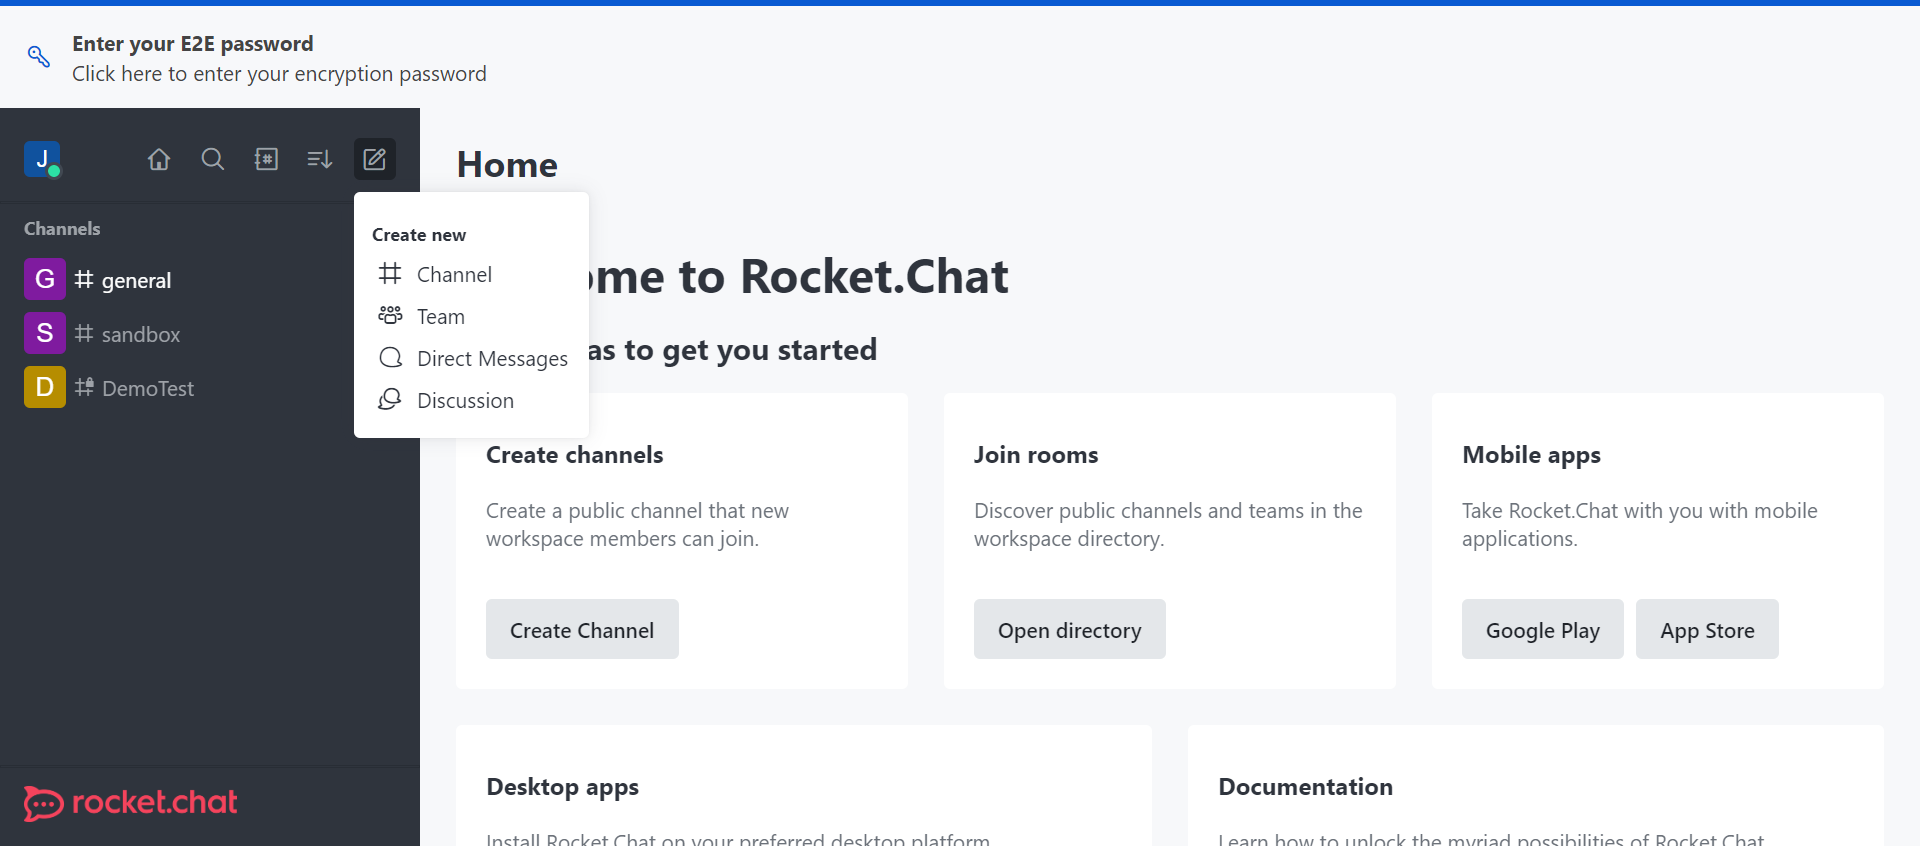 Enter your E2E password
Click here to enter your encryption password
J
Channels
G general
S sandbox
D DemoTest
rocket.chat
Create new
Channel
Team
Direct Messages
Discussion
Home
ome to Rocket.Chat
as to get you started
Create channels
Create a public channel that new
workspace members can join.
Create Channel
Join rooms
Discover public channels and teams in the
workspace directory.
Open directory
Mobile apps
Take Rocket.Chat with you with mobile
applications.
Google Play
App Store
Desktop apps
Install Rocket.Chat on your preferred desktop platform.
Documentation
Learn how to unlock the myriad possibilities of Rocket.Chat.